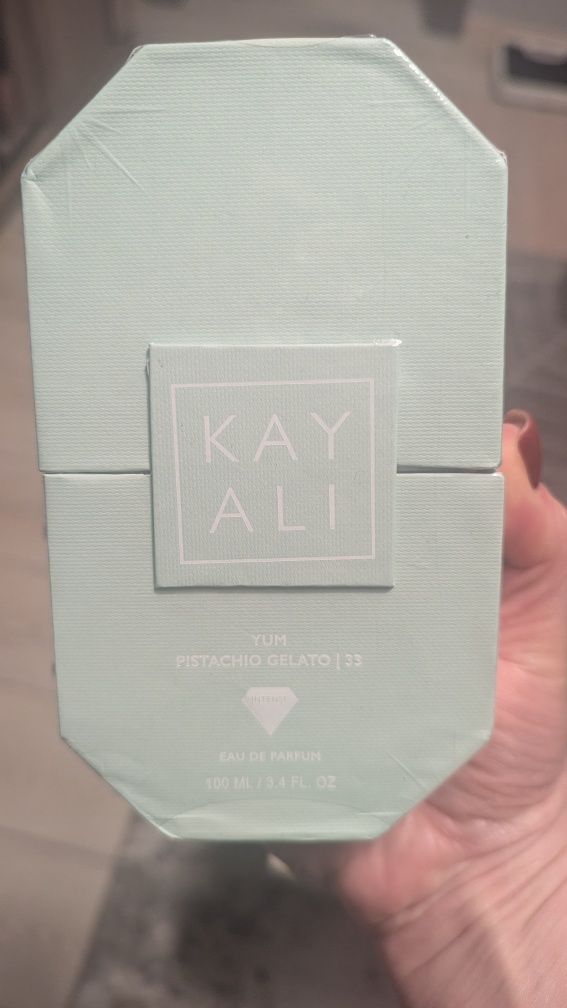 KAY
ALI
YUM
PISTACHIO GELATO | 33
INTENSE
EAU DE PARFUM
100 ML / 3.4 FL. OZ